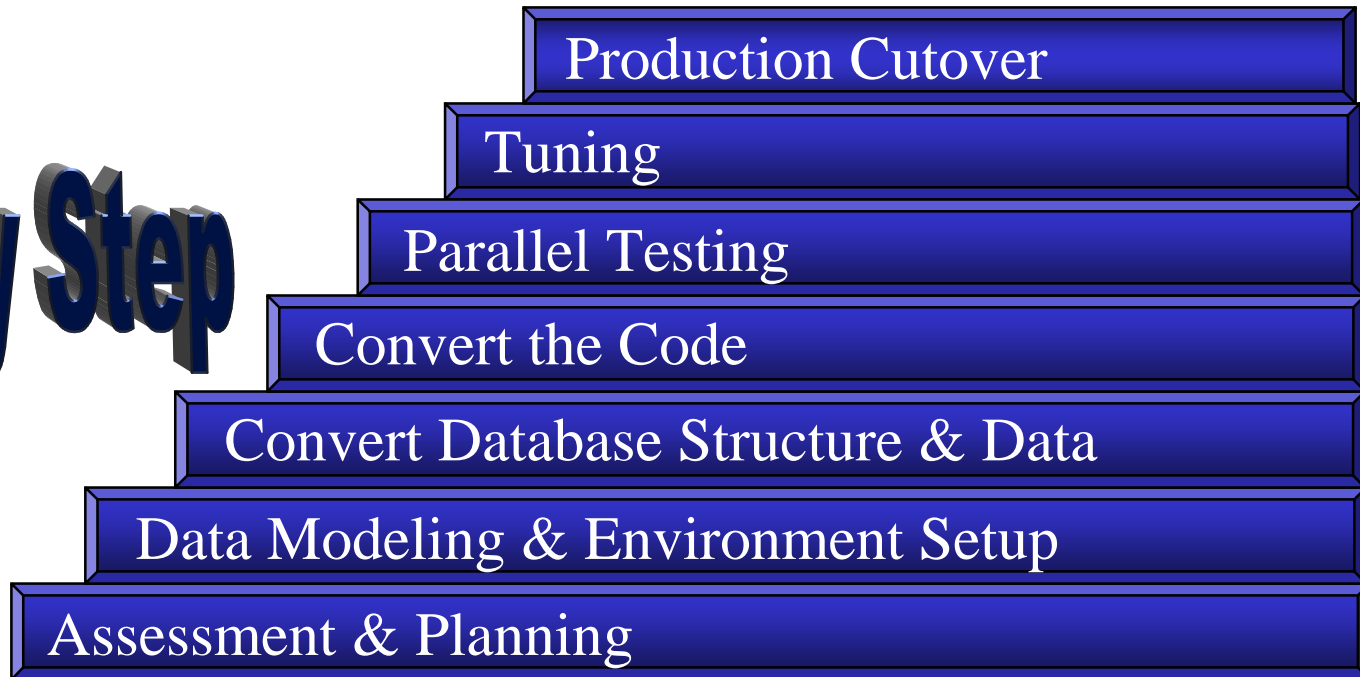 Production Cutover
Tuning
y Step
Parallel Testing
Convert the Code
Convert Database Structure & Data
Data Modeling & Environment Setup
Assessment & Planning